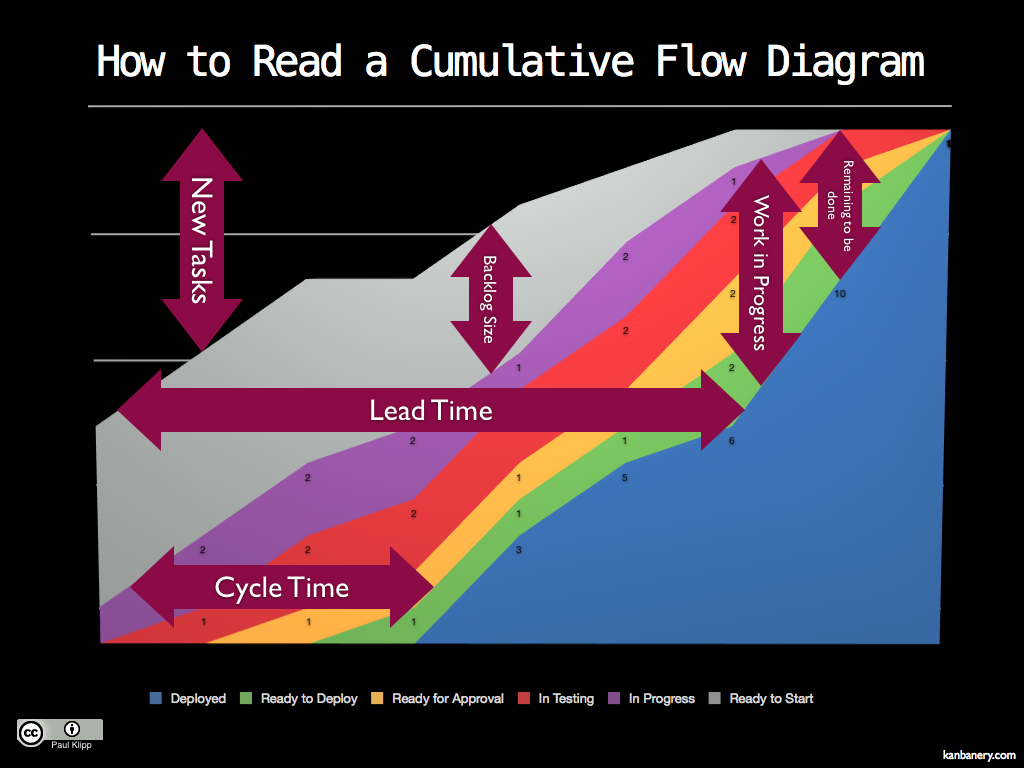 How to Read a Cumulative Flow Diagram
New Tasks
Backlog Size
Work in Progress
Remaining to be
done
Lead Time
Cycle Time
1
2
2
10
2
2
1
2
2
1
6
2
1
5
2
1
2
2
1
3
2
1
1
1
Deployed
Ready to Deploy
Ready for Approval
In Testing
In Progress
Ready to Start
cc
Paul Klipp
kanbanery.com